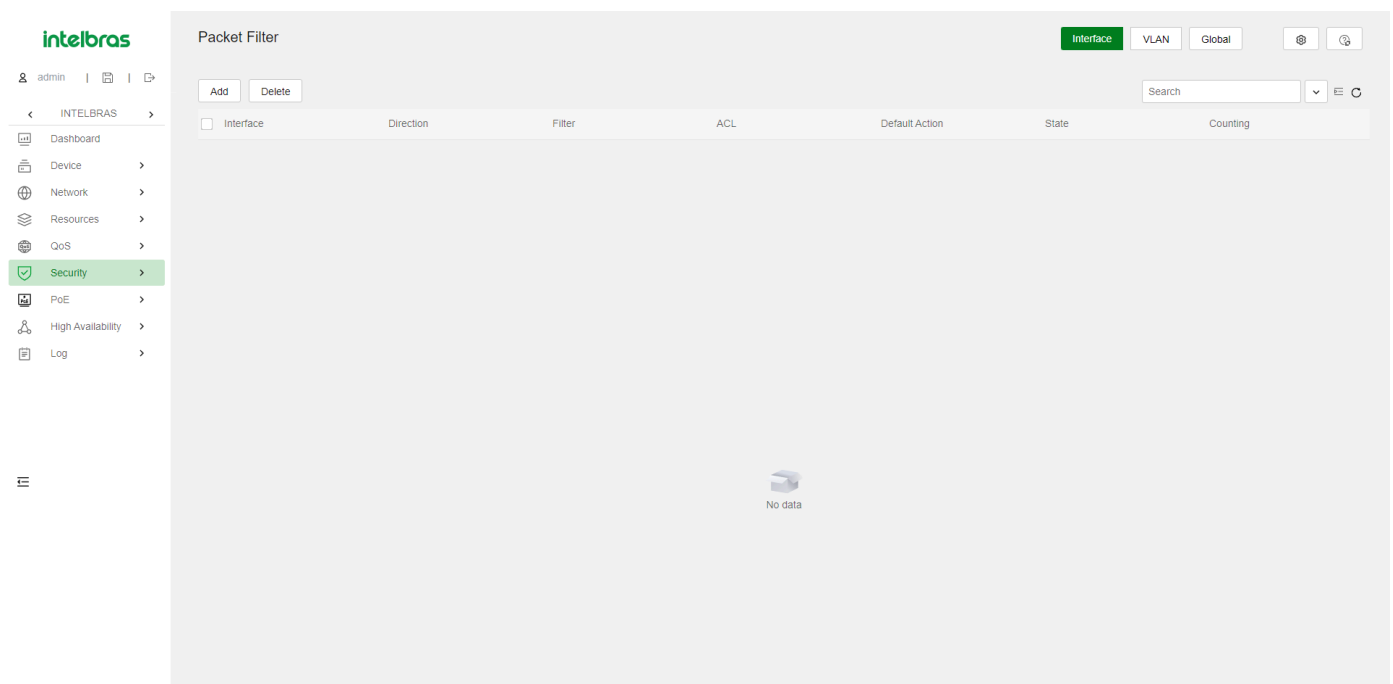 intelbras
admin | |
INTELBRAS
Dashboard
Device
Network
Resources
QoS
Security
PoE
High Availability
Log
Packet Filter
Interface VLAN Global
Add Delete Search
Interface Direction Filter ACL Default Action State Counting
No data